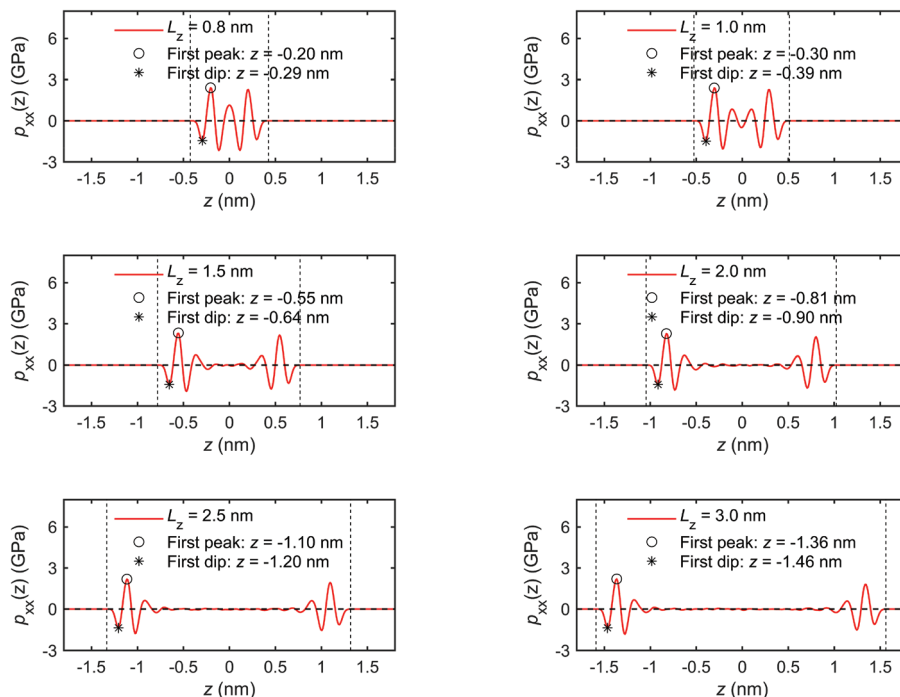 L_z = 0.8 nm
First peak: z = -0.20 nm
First dip: z = -0.29 nm
6
3
0
-3
p_xx(z) (GPa)
-1.5 -1 -0.5 0 0.5 1 1.5
z (nm)
L_z = 1.0 nm
First peak: z = -0.30 nm
First dip: z = -0.39 nm
6
3
0
-3
p_xx(z) (GPa)
-1.5 -1 -0.5 0 0.5 1 1.5
z (nm)
L_z = 1.5 nm
First peak: z = -0.55 nm
First dip: z = -0.64 nm
6
3
0
-3
p_xx(z) (GPa)
-1.5 -1 -0.5 0 0.5 1 1.5
z (nm)
L_z = 2.0 nm
First peak: z = -0.81 nm
First dip: z = -0.90 nm
6
3
0
-3
p_xx(z) (GPa)
-1.5 -1 -0.5 0 0.5 1 1.5
z (nm)
L_z = 2.5 nm
First peak: z = -1.10 nm
First dip: z = -1.20 nm
6
3
0
-3
p_xx(z) (GPa)
-1.5 -1 -0.5 0 0.5 1 1.5
z (nm)
L_z = 3.0 nm
First peak: z = -1.36 nm
First dip: z = -1.46 nm
6
3
0
-3
p_xx(z) (GPa)
-1.5 -1 -0.5 0 0.5 1 1.5
z (nm)